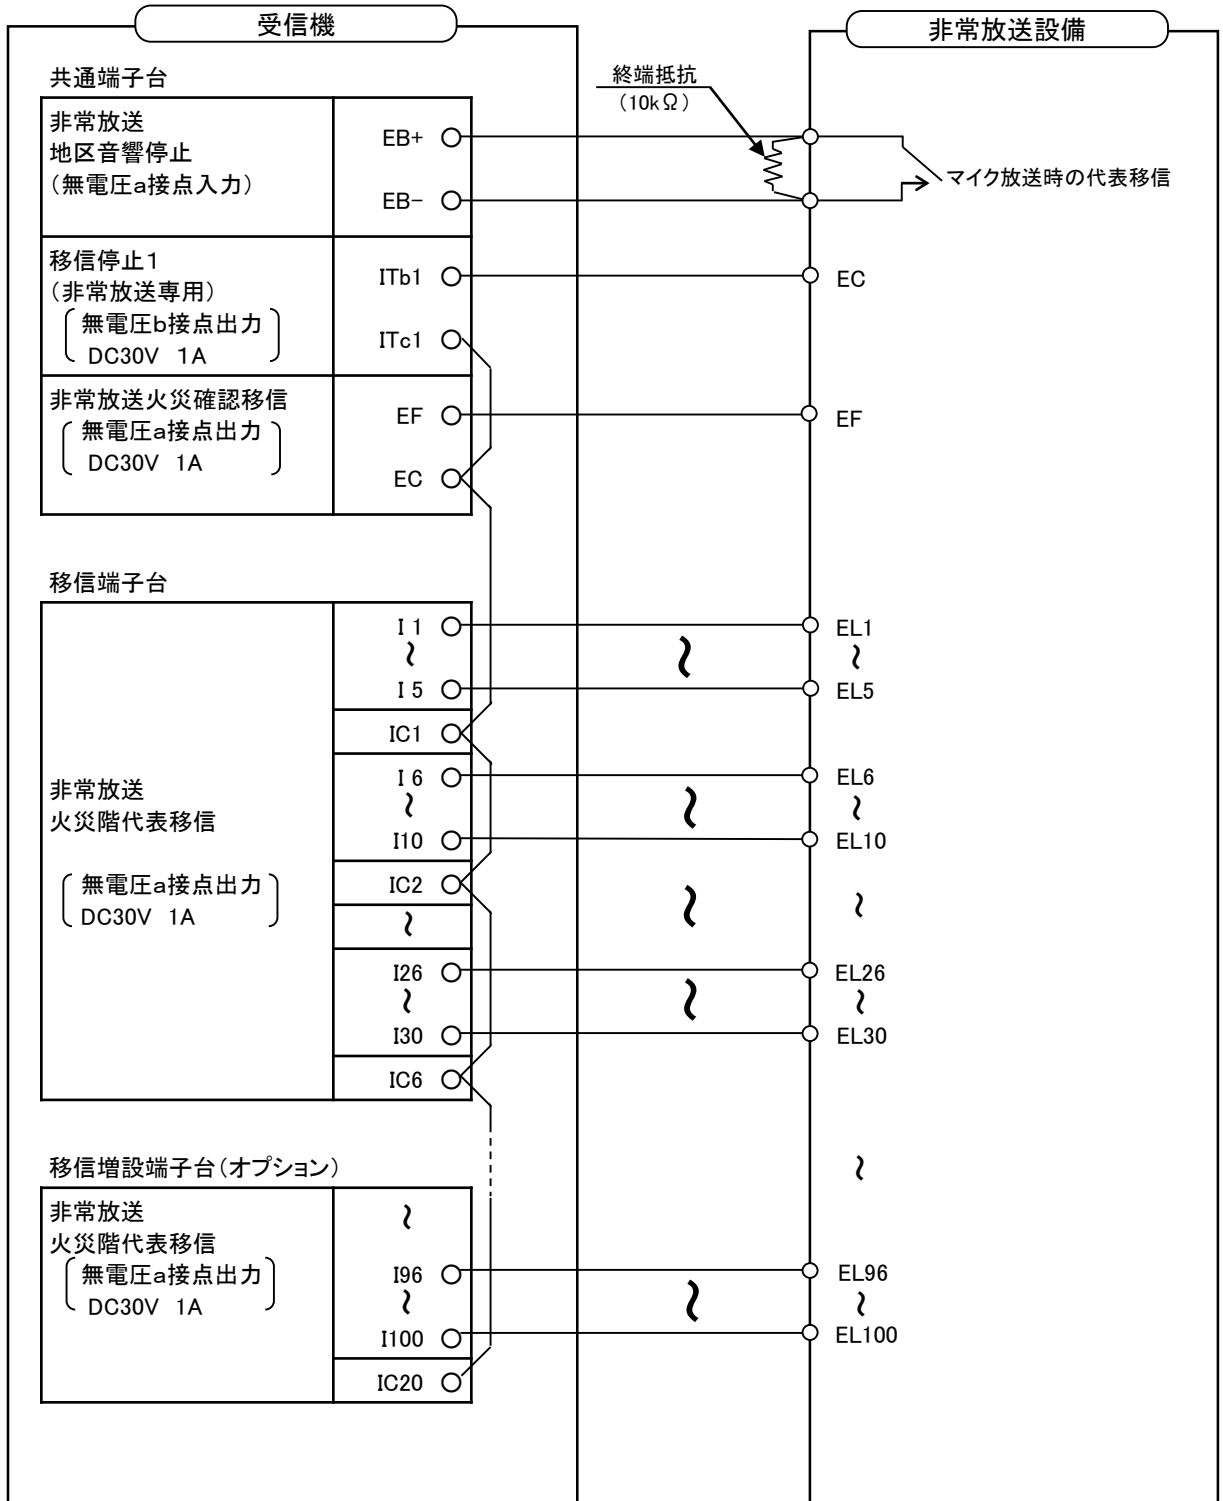 受信機
非常放送設備
共通端子台
終端抵抗
（10kΩ）
非常放送
地区音響停止
（無電圧a接点入力）
EB+
EB-
マイク放送時の代表移信
移信停止1
（非常放送専用）
無電圧b接点出力
DC30V 1A
ITb1
ITc1
EC
非常放送火災確認移信
無電圧a接点出力
DC30V 1A
EF
EC
EF
移信端子台
非常放送
火災階代表移信
無電圧a接点出力
DC30V 1A
I 1
～
I 5
IC1
I 6
～
I10
IC2
～
I26
～
I30
IC6
～
～
～
～
EL1
～
EL5
EL6
～
EL10
～
EL26
～
EL30
～
移信増設端子台（オプション）
非常放送
火災階代表移信
無電圧a接点出力
DC30V 1A
～
I96
～
I100
IC20
～
EL96
～
EL100